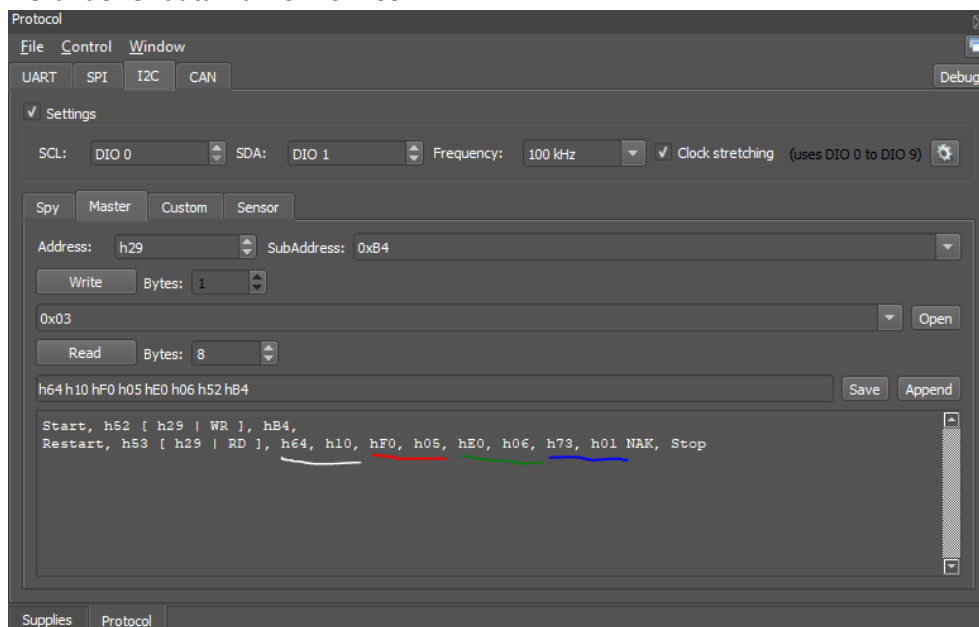 Protocol
File Control Window
UART SPI I2C CAN Debug
Settings
SCL: DIO 0 SDA: DIO 1 Frequency: 100 kHz Clock stretching (uses DIO 0 to DIO 9)
Spy Master Custom Sensor
Address: h29 SubAddress: 0xB4
Write Bytes: 1
0x03 Open
Read Bytes: 8
h64 h10 hF0 h05 hE0 h06 h52 hB4 Save Append
Start, h52 [ h29 | WR ], hB4,
Restart, h53 [ h29 | RD ], h64, h10, hF0, h05, hE0, h06, h73, h01 NAK, Stop
Supplies Protocol